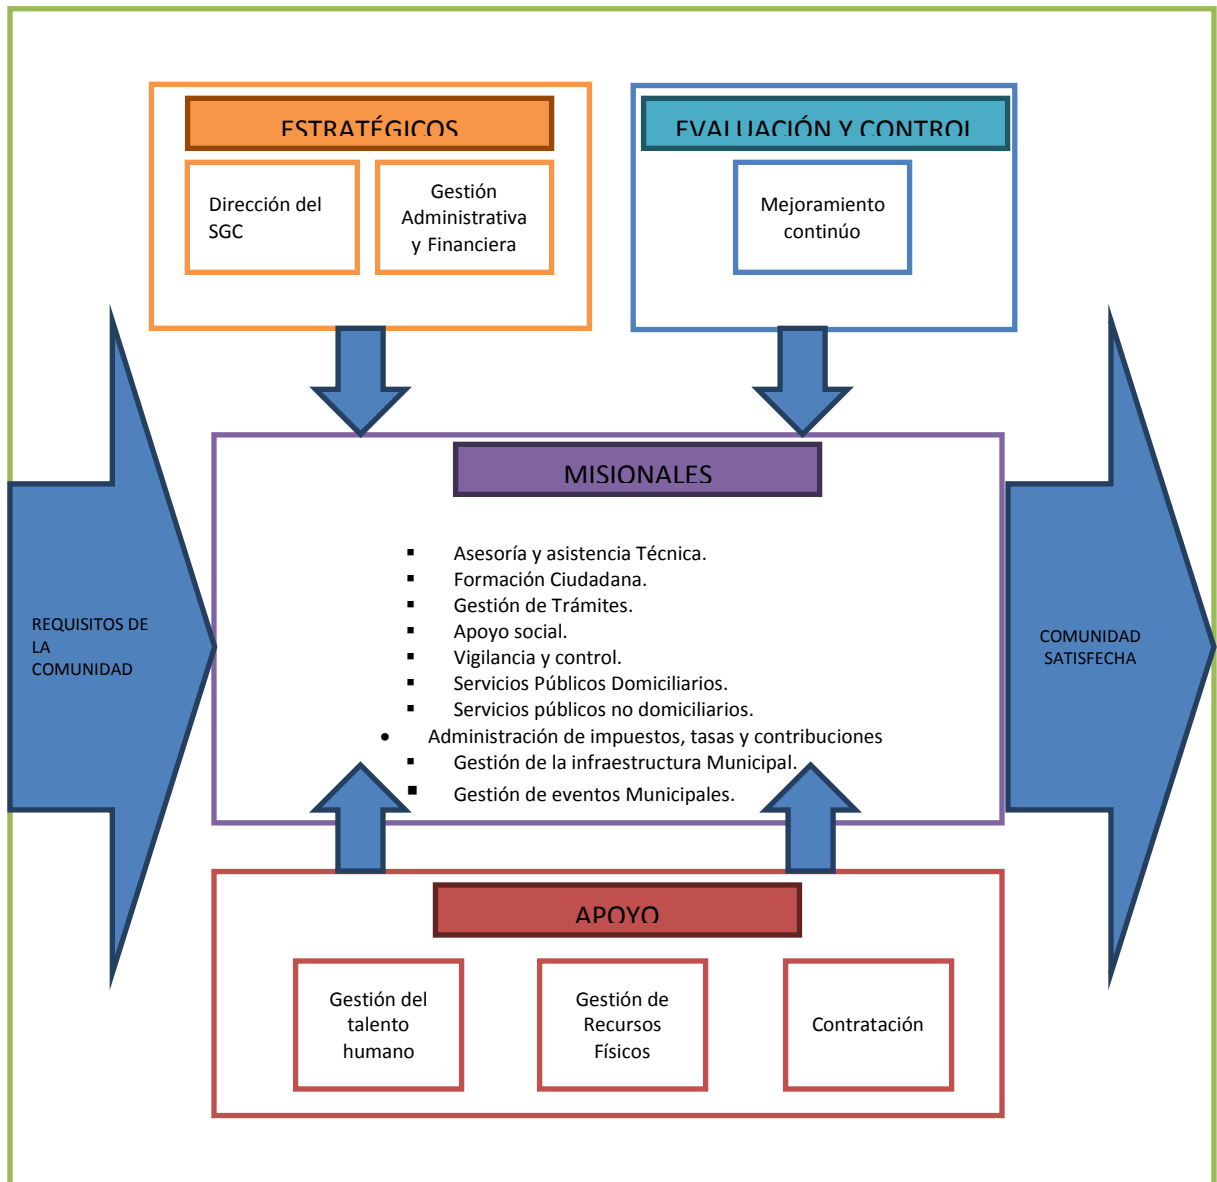 ESTRATÉGICOS
EVALUACIÓN Y CONTROL
Dirección del
SGC
Gestión
Administrativa
y Financiera
Mejoramiento
continúo
MISIONALES
▪ Asesoría y asistencia Técnica.
▪ Formación Ciudadana.
▪ Gestión de Trámites.
▪ Apoyo social.
▪ Vigilancia y control.
▪ Servicios Públicos Domiciliarios.
▪ Servicios públicos no domiciliarios.
• Administración de impuestos, tasas y contribuciones
▪ Gestión de la infraestructura Municipal.
▪ Gestión de eventos Municipales.
REQUISITOS DE
LA
COMUNIDAD
COMUNIDAD
SATISFECHA
APOYO
Gestión del
talento
humano
Gestión de
Recursos
Físicos
Contratación